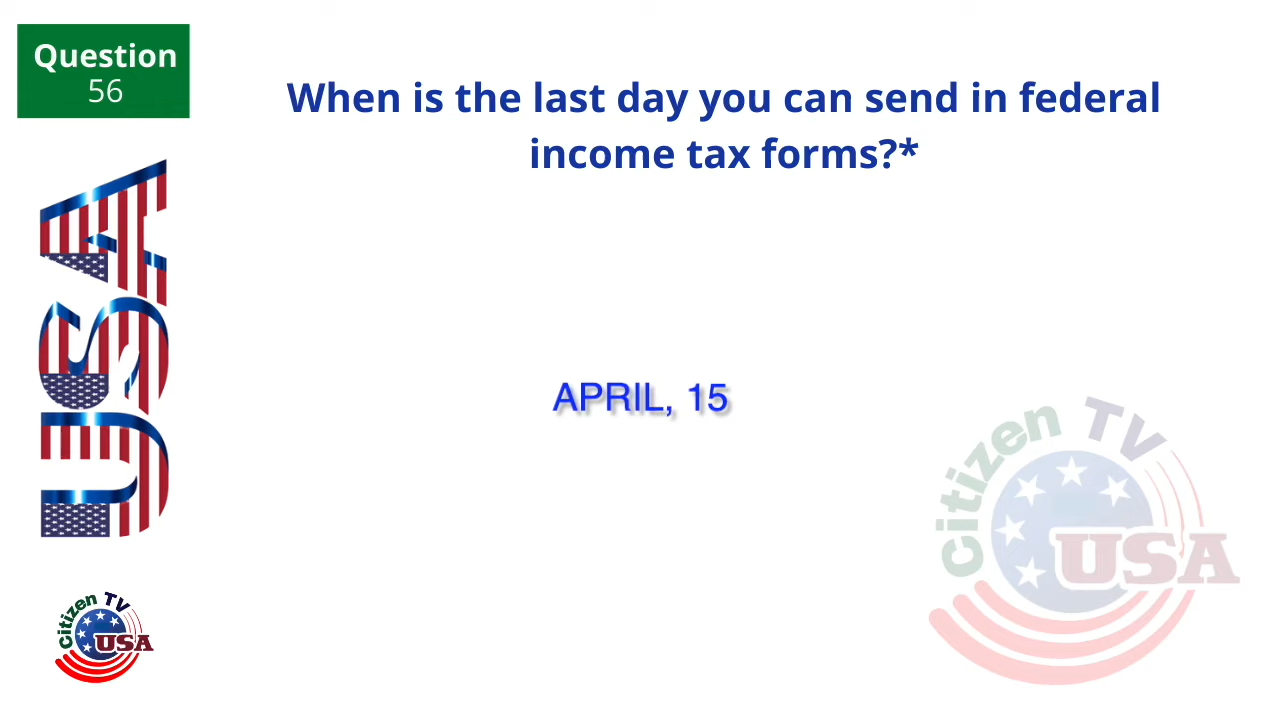 Question
56
When is the last day you can send in federal
income tax forms?*
APRIL, 15
USA
Citizen TV
USA
Citizen TV
USA